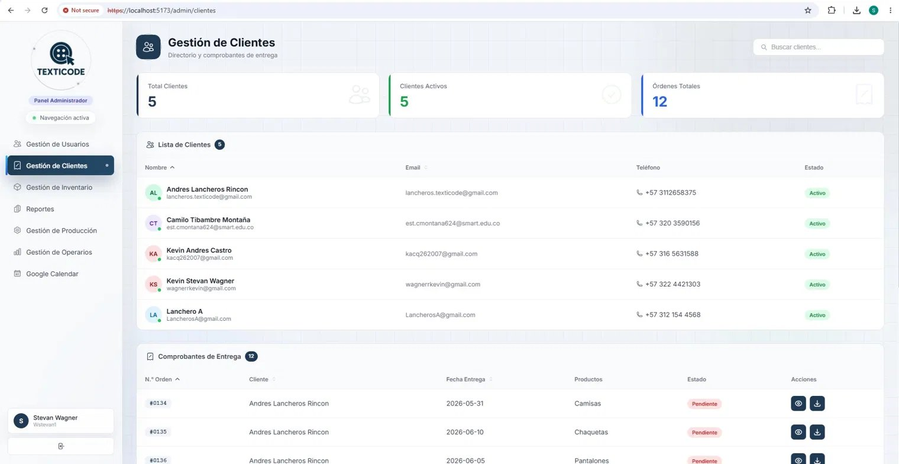 Not secure
https://localhost:5173/admin/clientes
S
TEXTICODE
Panel Administrador
Navegación activa
Gestión de Usuarios
Gestión de Clientes
Gestión de Inventario
Reportes
Gestión de Producción
Gestión de Operarios
Google Calendar
S
Stevan Wagner
Gestión de Clientes
Directorio y comprobantes de entrega
Buscar clientes...
Total Clientes
5
Clientes Activos
5
Órdenes Totales
12
Lista de Clientes 5
Nombre Email Teléfono Estado
AL Andres Lancheros Rincon lancheros.texticode@gmail.com +57 3112658375 Activo
lancheros.texticode@gmail.com
CT Camilo Tibambre Montaña est.cmontana624@smart.edu.co +57 320 3590156 Activo
est.cmontana624@smart.edu.co
KA Kevin Andres Castro kacq262007@gmail.com +57 316 5631588 Activo
kacq262007@gmail.com
KS Kevin Stevan Wagner wagnerrkevin@gmail.com +57 322 4421303 Activo
wagnerrkevin@gmail.com
LA Lanchero A LancherosA@gmail.com +57 312 154 4568 Activo
LancherosA@gmail.com
Comprobantes de Entrega 12
N.° Orden Cliente Fecha Entrega Productos Estado Acciones
#0134 Andres Lancheros Rincon 2026-05-31 Camisas Pendiente
#0135 Andres Lancheros Rincon 2026-06-10 Chaquetas Pendiente
#0136 Andres Lancheros Rincon 2026-06-05 Pantalones Pendiente